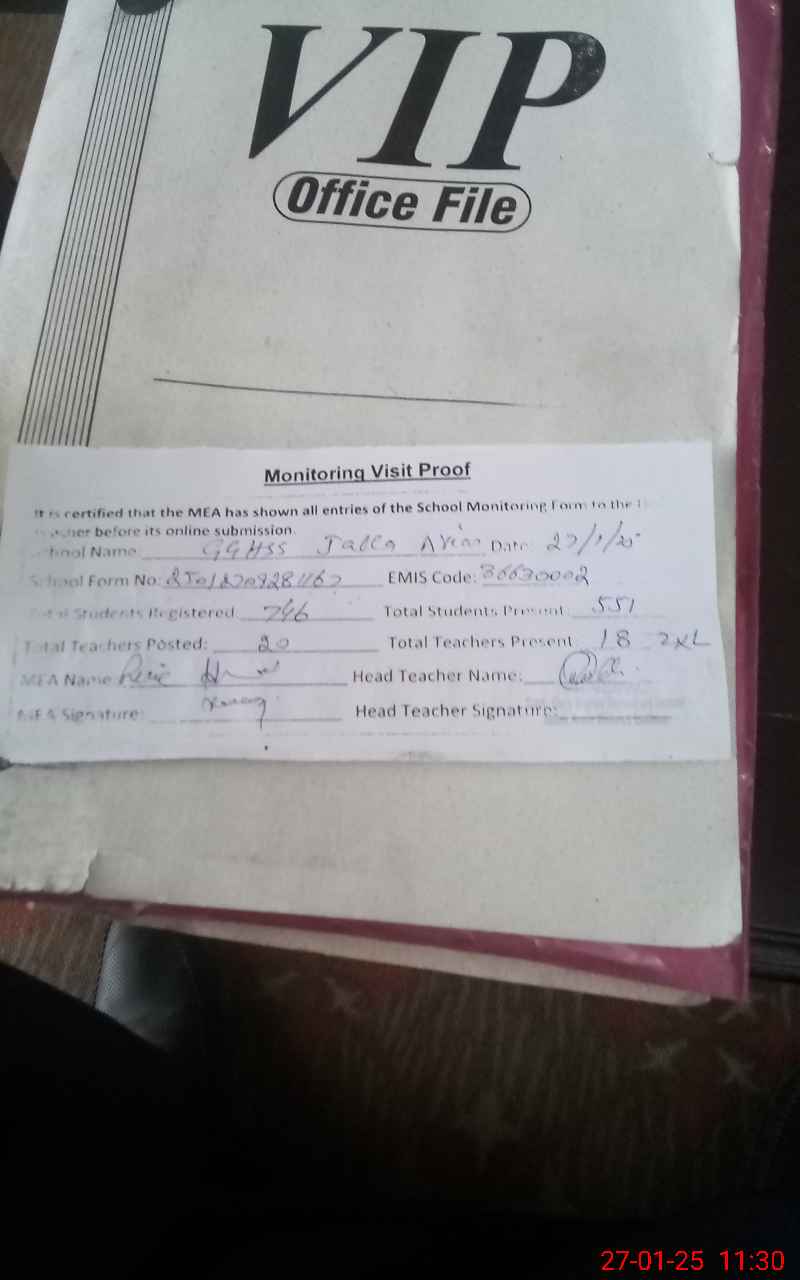 VIP
Office File
Monitoring Visit Proof
It is certified that the MEA has shown all entries of the School Monitoring Form to the
before its online submission.
School Name: GGHSS Jalla Date: 27/1/25
School Form No: EMIS Code: 36630002
Total Students Registered: 746 Total Students Present: 551
Total Teachers Posted: 20 Total Teachers Present 18 2xL
MEA Name Head Teacher Name:
MEA Signature: Head Teacher Signature:
27-01-25 11:30